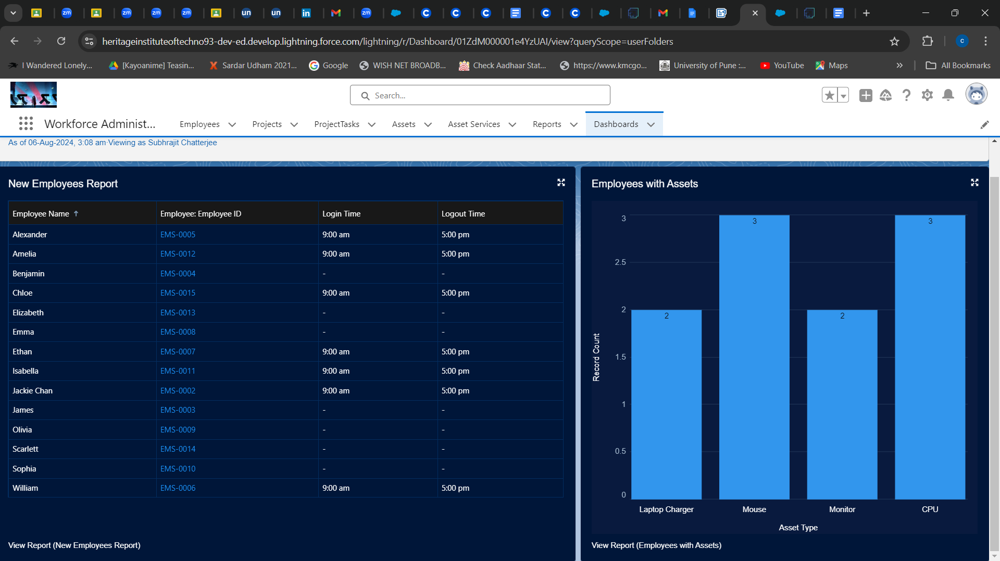 heritageinstituteoftechno93-dev-ed.develop.lightning.force.com/lightning/r/Dashboard/01ZdM000001e4YzUAI/view?queryScope=userFolders
I Wandered Lonely... [Kayoanime] Teasin... Sardar Udham 2021... Google WISH NET BROADB... Check Aadhaar Stat... https://www.kmcgo... University of Pune :... YouTube Maps » All Bookmarks
Search...
Workforce Administ... Employees Projects ProjectTasks Assets Asset Services Reports Dashboards
As of 06-Aug-2024, 3:08 am·Viewing as Subhrajit Chatterjee
New Employees Report
Employee Name ↑ Employee: Employee ID Login Time Logout Time
Alexander EMS-0005 9:00 am 5:00 pm
Amelia EMS-0012 9:00 am 5:00 pm
Benjamin EMS-0004 - -
Chloe EMS-0015 9:00 am 5:00 pm
Elizabeth EMS-0013 - -
Emma EMS-0008 - -
Ethan EMS-0007 9:00 am 5:00 pm
Isabella EMS-0011 9:00 am 5:00 pm
Jackie Chan EMS-0002 9:00 am 5:00 pm
James EMS-0003 - -
Olivia EMS-0009 - -
Scarlett EMS-0014 - -
Sophia EMS-0010 - -
William EMS-0006 9:00 am 5:00 pm
View Report (New Employees Report)
Employees with Assets
Record Count
3
2.5
2
1.5
1
0.5
0
2 3 2 3
Laptop Charger Mouse Monitor CPU
Asset Type
View Report (Employees with Assets)